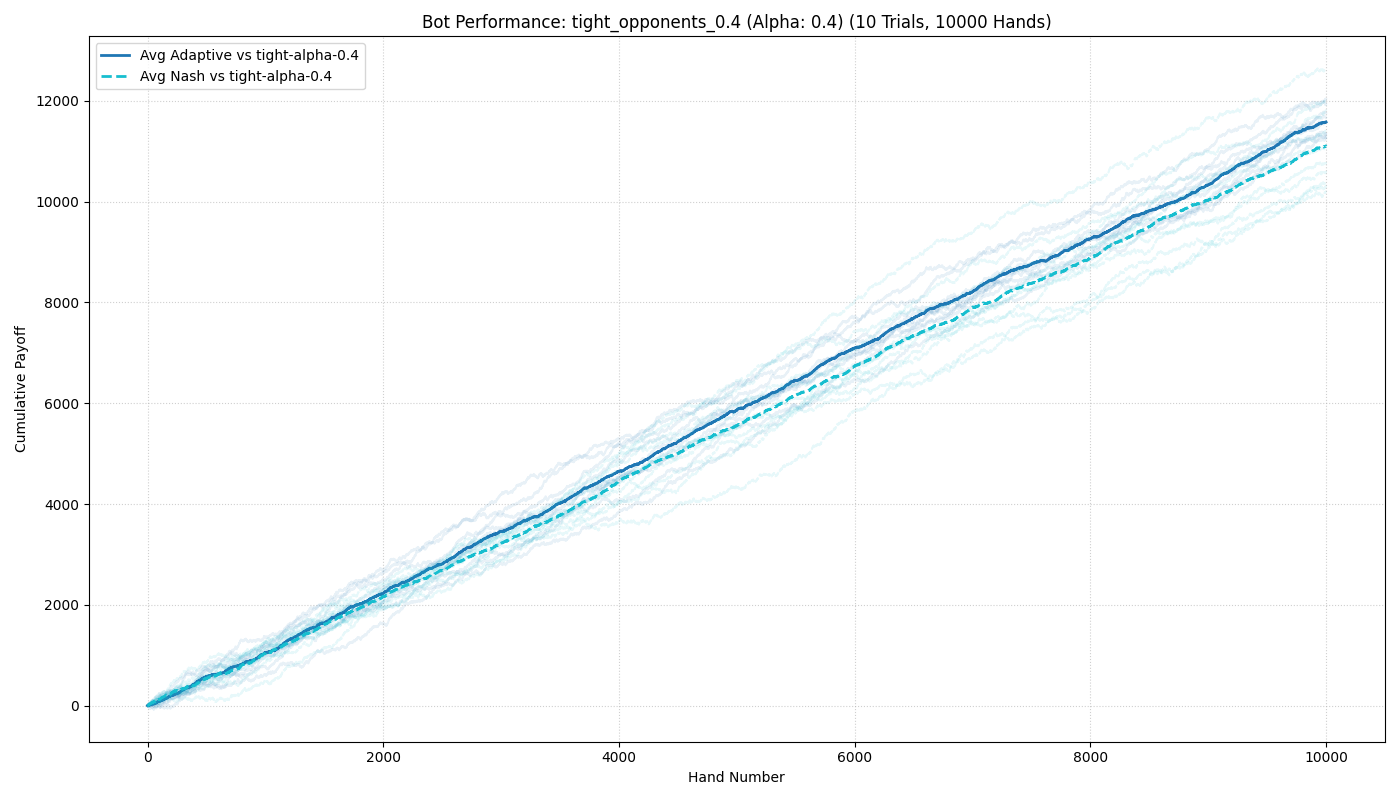 Bot Performance: tight_opponents_0.4 (Alpha: 0.4) (10 Trials, 10000 Hands)
Avg Adaptive vs tight-alpha-0.4
Avg Nash vs tight-alpha-0.4
Cumulative Payoff
12000
10000
8000
6000
4000
2000
0
0 2000 4000 6000 8000 10000
Hand Number